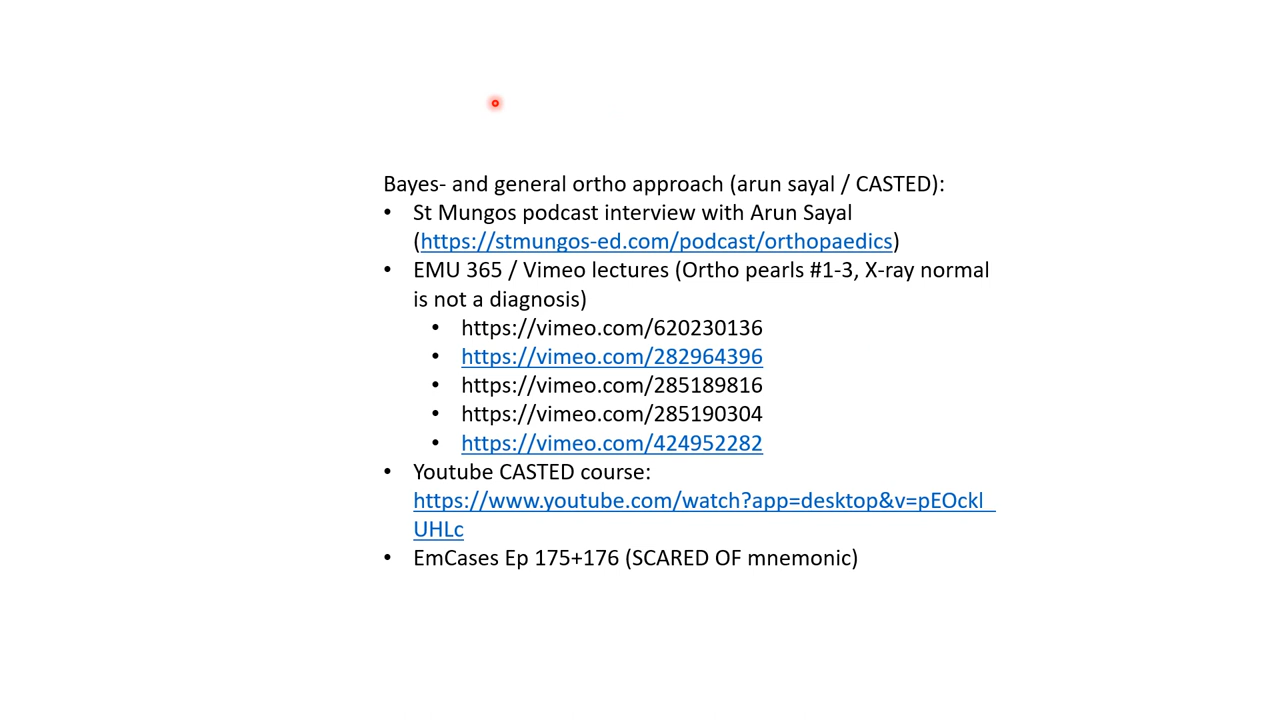 Bayes- and general ortho approach (arun sayal / CASTED):
• St Mungos podcast interview with Arun Sayal
(https://stmungos-ed.com/podcast/orthopaedics)
• EMU 365 / Vimeo lectures (Ortho pearls #1-3, X-ray normal
is not a diagnosis)
• https://vimeo.com/620230136
• https://vimeo.com/282964396
• https://vimeo.com/285189816
• https://vimeo.com/285190304
• https://vimeo.com/424952282
• Youtube CASTED course:
https://www.youtube.com/watch?app=desktop&v=pEOckl_
UHLc
• EmCases Ep 175+176 (SCARED OF mnemonic)